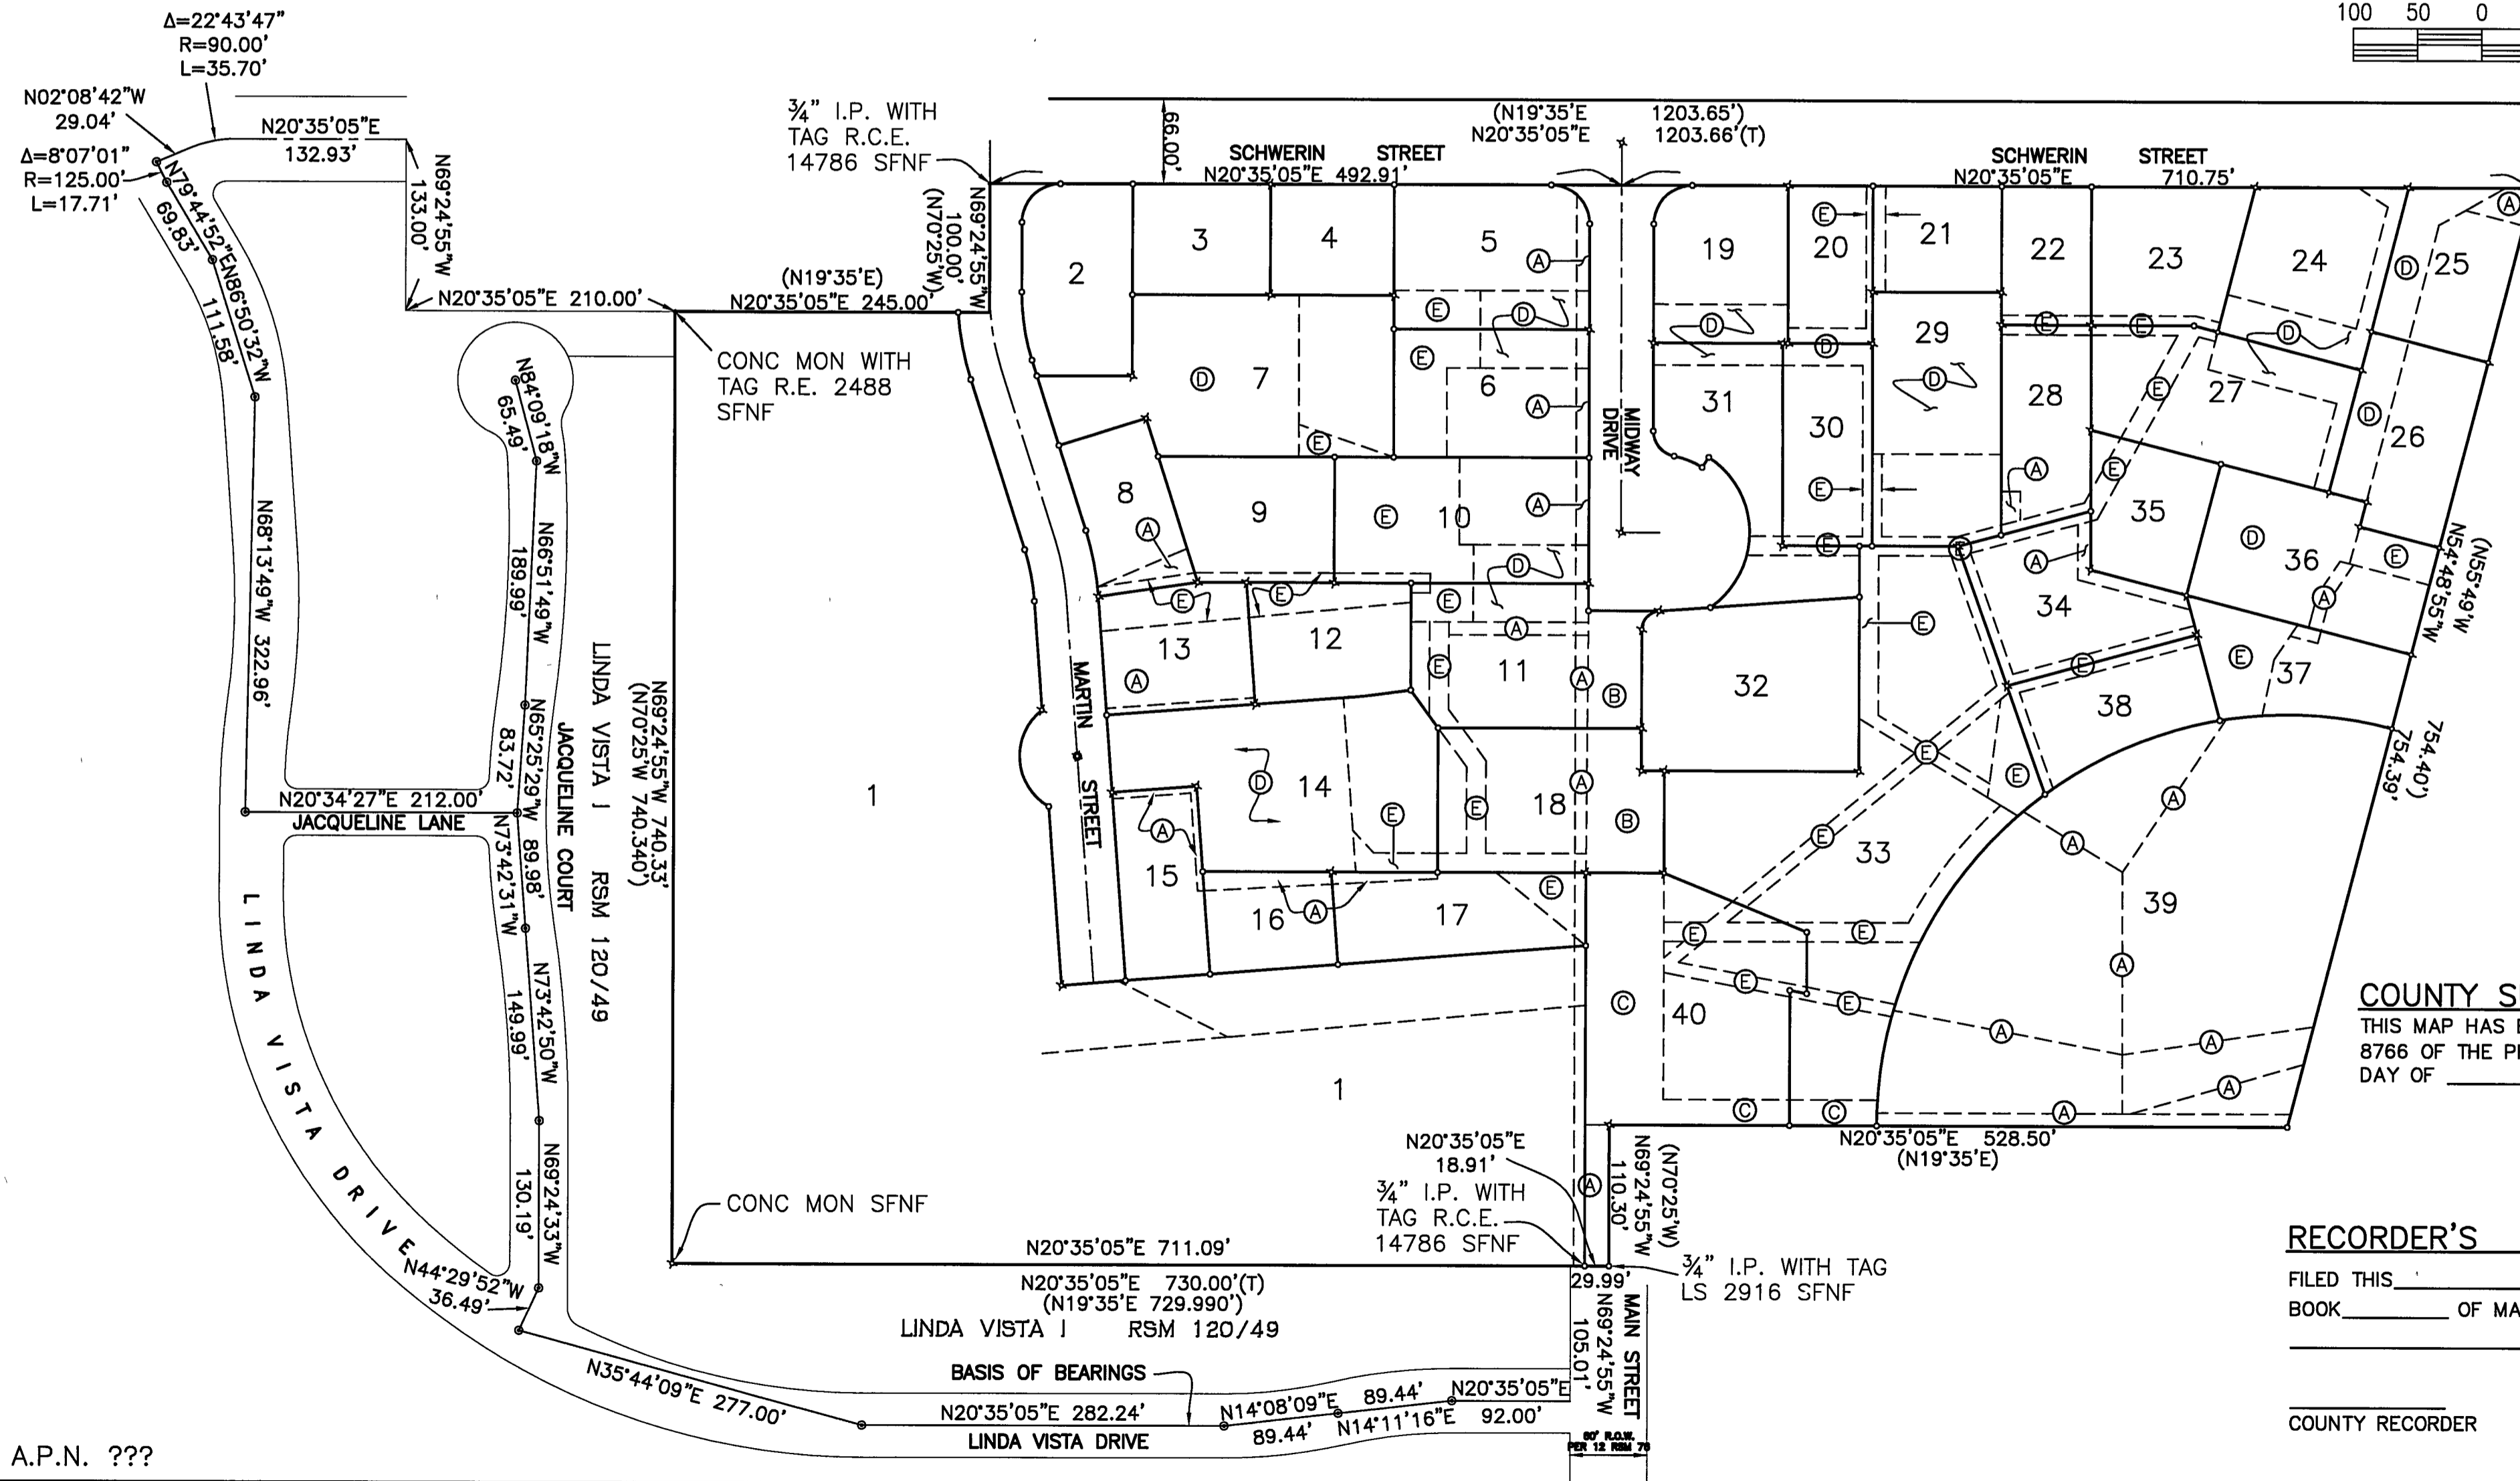 Δ=22°43'47"
R=90.00'
L=35.70'
N02°08'42"W
29.04'
Δ=8°07'01"
R=125.00'
L=17.71'
N20°35'05"E
132.93'
N69°24'55"W
133.00'
N79°44'52"E
69.83'
N86°50'32"W
111.58'
N20°35'05"E 210.00'
¾" I.P. WITH
TAG R.C.E.
14786 SFNF
CONC MON WITH
TAG R.E. 2488
SFNF
(N19°35'E)
N20°35'05"E 245.00'
N69°24'55"W
100.00'
(N70°25'W)
66.00'
(N19°35'E 1203.65')
N20°35'05"E 1203.66'(T)
SCHWERIN STREET
N20°35'05"E 492.91'
SCHWERIN STREET
N20°35'05"E 710.75'
100 50 0
2
3
4
5
A
19
E
20
21
22
23
24
D
25
A
E
D
D
D
E
E
D
29
D
28
E
27
D
26
D
7
E
6
A
E
MIDWAY
DRIVE
31
30
E
E
8
A
9
E
10
A
D
A
E
35
D
36
E
E
E
E
E
A
34
A
(N55°49'W
N54°48'55"W
754.40')
754.39'
13
A
12
E
A
E
11
A
B
32
E
E
E
37
38
MARTIN
STREET
14
D
E
E
18
A
B
E
E
A
A
E
33
39
A
15
A
16
A
17
E
E
E
E
E
A
A
C
40
C
C
A
A
1
1
N84°09'18"W
65.49'
N66°51'49"W
189.99'
N65°25'29"W
83.72'
N68°13'49"W 322.96'
N20°34'27"E 212.00'
JACQUELINE LANE
JACQUELINE COURT
N73°42'31"W 89.98'
N73°42'50"W
149.99'
N69°24'33"W
130.19'
N44°29'52"W
36.49'
LINDA VISTA I RSM 120/49
N69°24'55"W 740.33'
(N70°25'W 740.340')
LINDA VISTA DRIVE
CONC MON SFNF
N20°35'05"E 711.09'
N20°35'05"E 730.00'(T)
(N19°35'E 729.990')
LINDA VISTA I RSM 120/49
N20°35'05"E
18.91'
¾" I.P. WITH
TAG R.C.E.
14786 SFNF
A
N69°24'55"W
110.30'
(N70°25'W)
N20°35'05"E 528.50'
(N19°35'E)
¾" I.P. WITH TAG
LS 2916 SFNF
29.99'
N69°24'55"W
105.01'
MAIN STREET
60' R.O.W.
PER 12 RSM 76
BASIS OF BEARINGS
N35°44'09"E 277.00'
N20°35'05"E 282.24'
LINDA VISTA DRIVE
N14°08'09"E
89.44'
89.44'
N14°11'16"E
N20°35'05"E
92.00'
COUNTY S
THIS MAP HAS
8766 OF THE
DAY OF
RECORDER'S
FILED THIS
BOOK OF MA
COUNTY RECORDER
A.P.N. ???